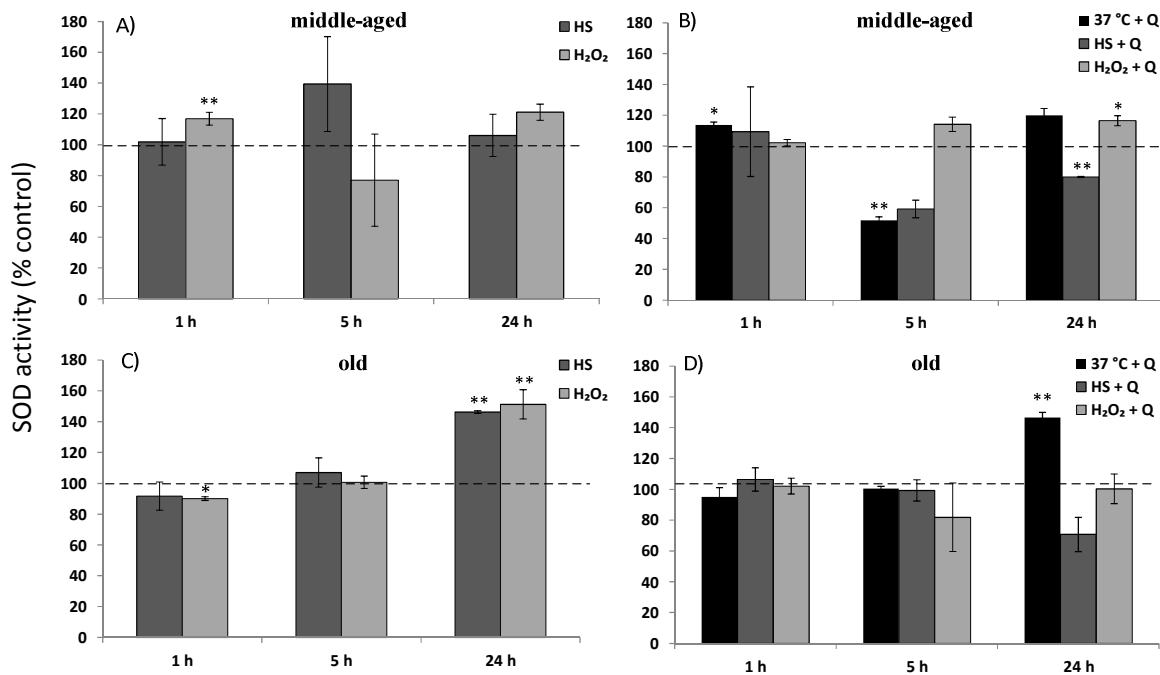 SOD activity (% control)
A)
middle-aged
HS
H₂O₂
180
160
140
120
100
80
60
40
20
0
**
1 h
5 h
24 h
B)
middle-aged
37 °C + Q
HS + Q
H₂O₂ + Q
180
160
140
120
100
80
60
40
20
0
*
**
**
*
1 h
5 h
24 h
C)
old
HS
H₂O₂
180
160
140
120
100
80
60
40
20
0
*
**
**
1 h
5 h
24 h
D)
old
37 °C + Q
HS + Q
H₂O₂ + Q
180
160
140
120
100
80
60
40
20
0
**
1 h
5 h
24 h